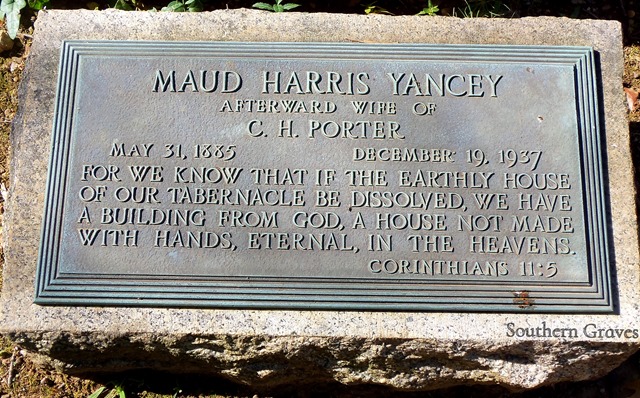 MAUD HARRIS YANCEY
AFTERWARD WIFE OF
C. H. PORTER
MAY 31, 1885 DECEMBER 19, 1937
FOR WE KNOW THAT IF THE EARTHLY HOUSE
OF OUR TABERNACLE BE DISSOLVED, WE HAVE
A BUILDING FROM GOD, A HOUSE NOT MADE
WITH HANDS, ETERNAL, IN THE HEAVENS.
CORINTHIANS 11:5
Southern Graves